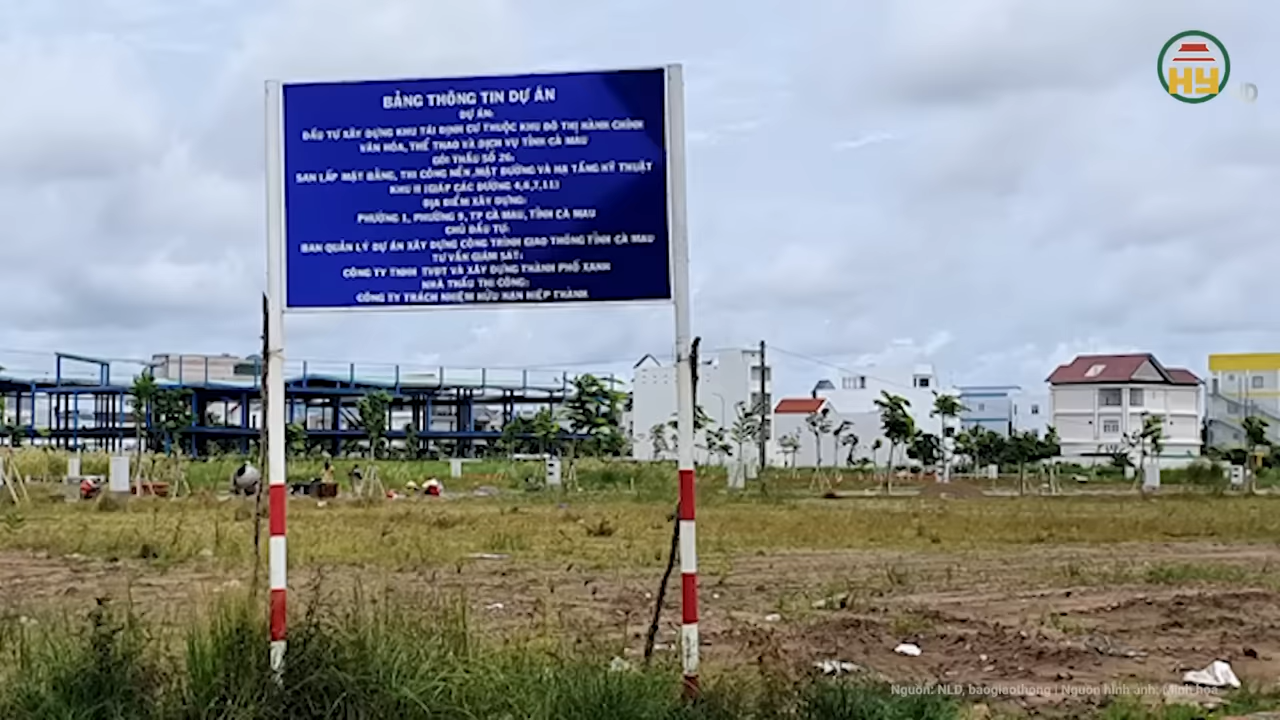 HY
BẢNG THÔNG TIN DỰ ÁN
DỰ ÁN:
ĐẦU TƯ XÂY DỰNG KHU TÁI ĐỊNH CƯ THUỘC KHU ĐÔ THỊ HÀNH CHÍNH
VĂN HÓA, THỂ THAO VÀ DỊCH VỤ TỈNH CÀ MAU
GÓI THẦU SỐ 26:
SAN LẤP MẶT BẰNG, THI CÔNG NỀN, MẶT ĐƯỜNG VÀ HẠ TẦNG KỸ THUẬT
KHU II (GIÁP CÁC ĐƯỜNG 4,6,7,11)
ĐỊA ĐIỂM XÂY DỰNG:
PHƯỜNG 1, PHƯỜNG 9, TP CÀ MAU, TỈNH CÀ MAU
CHỦ ĐẦU TƯ:
BAN QUẢN LÝ DỰ ÁN XÂY DỰNG CÔNG TRÌNH GIAO THÔNG TỈNH CÀ MAU
TƯ VẤN GIÁM SÁT:
CÔNG TY TNHH TVĐT VÀ XÂY DỰNG THÀNH PHỐ XANH
NHÀ THẦU THI CÔNG:
CÔNG TY TRÁCH NHIỆM HỮU HẠN HIỆP THÀNH
Nguồn: NLD, baogiaothong | Nguồn hình ảnh: Minh họa